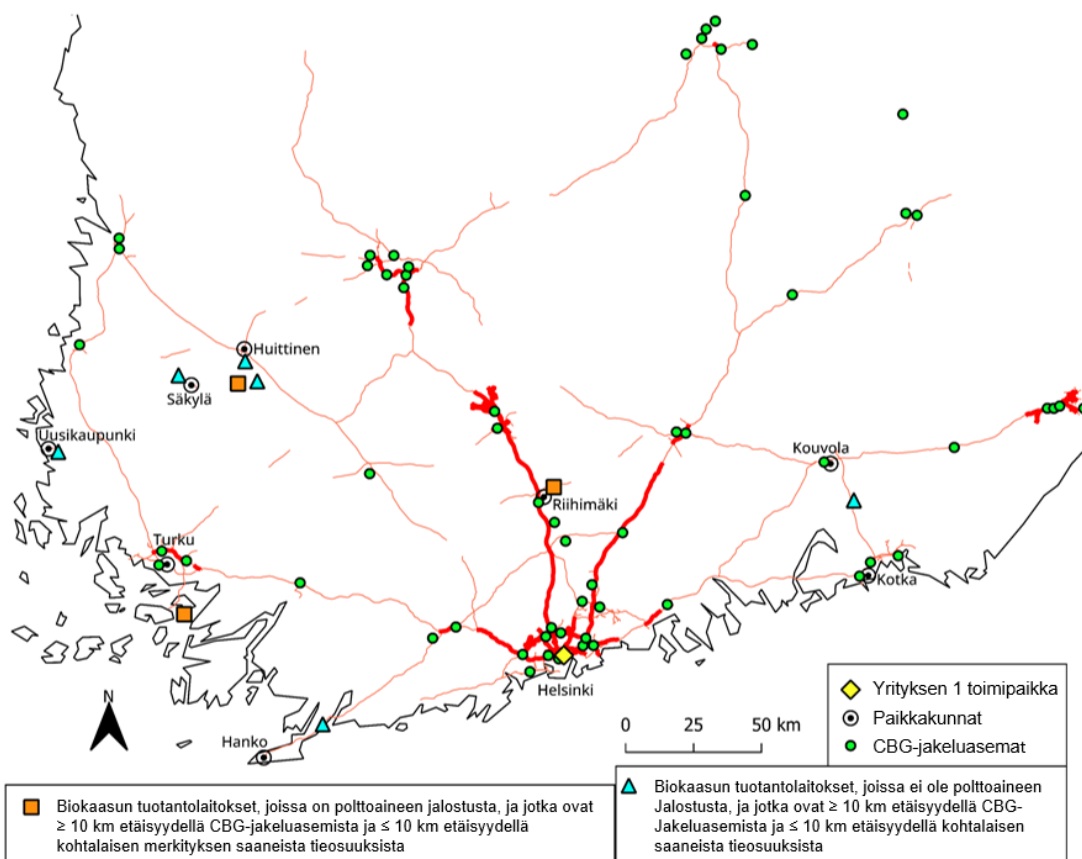 Huittinen
Säkylä
Uusikaupunki
Kouvola
Riihimäki
Turku
Kotka
Helsinki
Hanko
N
0 25 50 km
Yrityksen 1 toimipaikka
Paikkakunnat
CBG-jakeluasemat
Biokaasun tuotantolaitokset, joissa on polttoaineen jalostusta, ja jotka ovat
≥ 10 km etäisyydellä CBG-jakeluasemista ja ≤ 10 km etäisyydellä
kohtalaisen merkityksen saaneista tieosuuksista
Biokaasun tuotantolaitokset, joissa ei ole polttoaineen
Jalostusta, ja jotka ovat ≥ 10 km etäisyydellä CBG-
Jakeluasemista ja ≤ 10 km etäisyydellä kohtalaisen
saaneista tieosuuksista